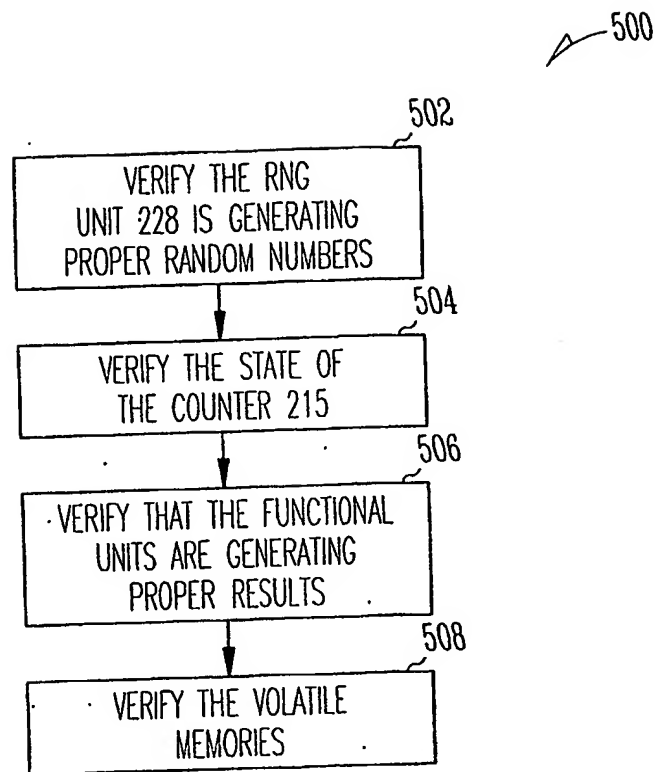 500
502
VERIFY THE RNG
UNIT 228 IS GENERATING
PROPER RANDOM NUMBERS
504
VERIFY THE STATE OF
THE COUNTER 215
506
VERIFY THAT THE FUNCTIONAL
UNITS ARE GENERATING
PROPER RESULTS
508
VERIFY THE VOLATILE
MEMORIES